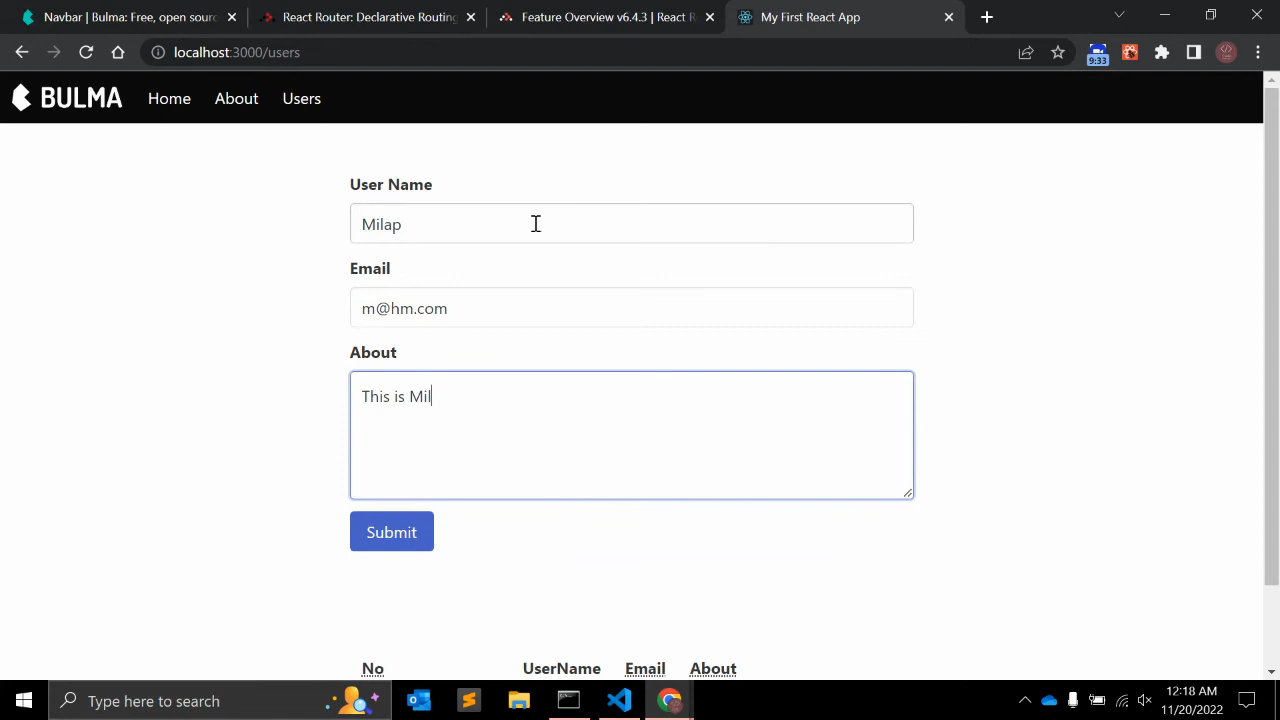 Navbar | Bulma: Free, open sour
React Router: Declarative Routing
Feature Overview v6.4.3 | React R
My First React App
localhost:3000/users
9:33
BULMA
Home
About
Users
User Name
Milap
Email
m@hm.com
About
This is Mil
Submit
No
UserName
Email
About
Type here to search
12:18 AM
11/20/2022